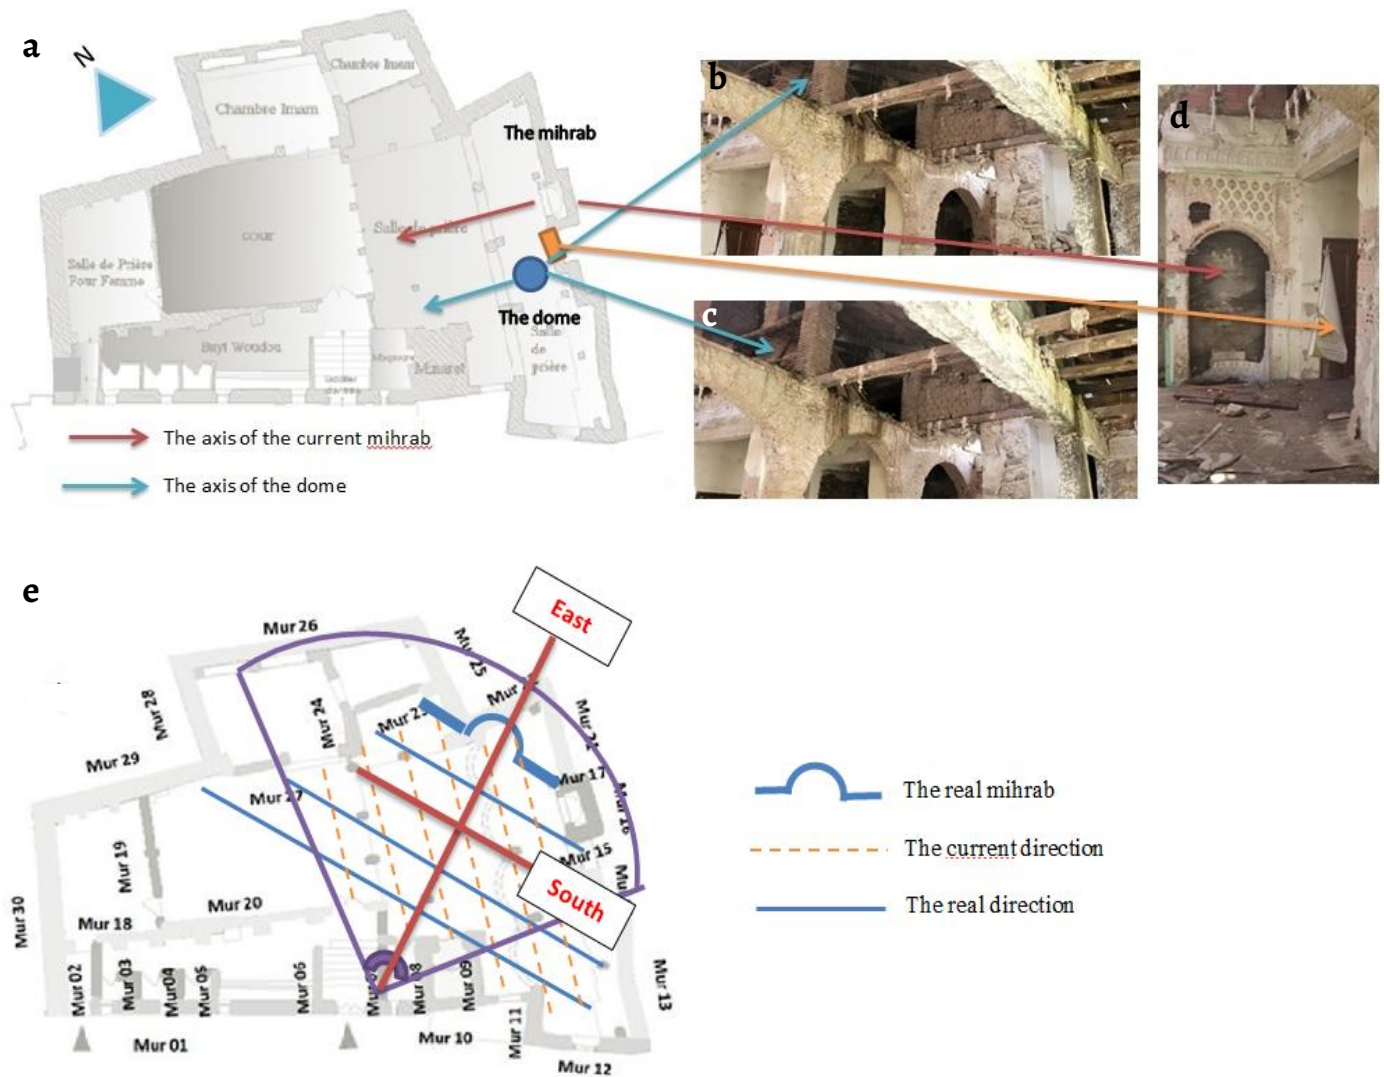 a
N
Chambre Imam
Chambre Imam
The mihrab
Salle de prière
cour
Salle de Prière
Pour Femme
The dome
Salle
de
prière
Buyt Woudou
Minaret
The axis of the current mihrab
The axis of the dome
b
c
d
e
East
Mur 26
Mur 25
Mur 28
Mur 24
Mur 23
Mur 29
Mur 17
Mur 27
Mur 16
Mur 15
Mur 19
South
Mur 20
Mur 18
Mur 30
Mur 02
Mur 03
Mur04
Mur 05
Mur 06
Mur 09
Mur 13
Mur 11
Mur 10
Mur 01
Mur 12
The real mihrab
The current direction
The real direction